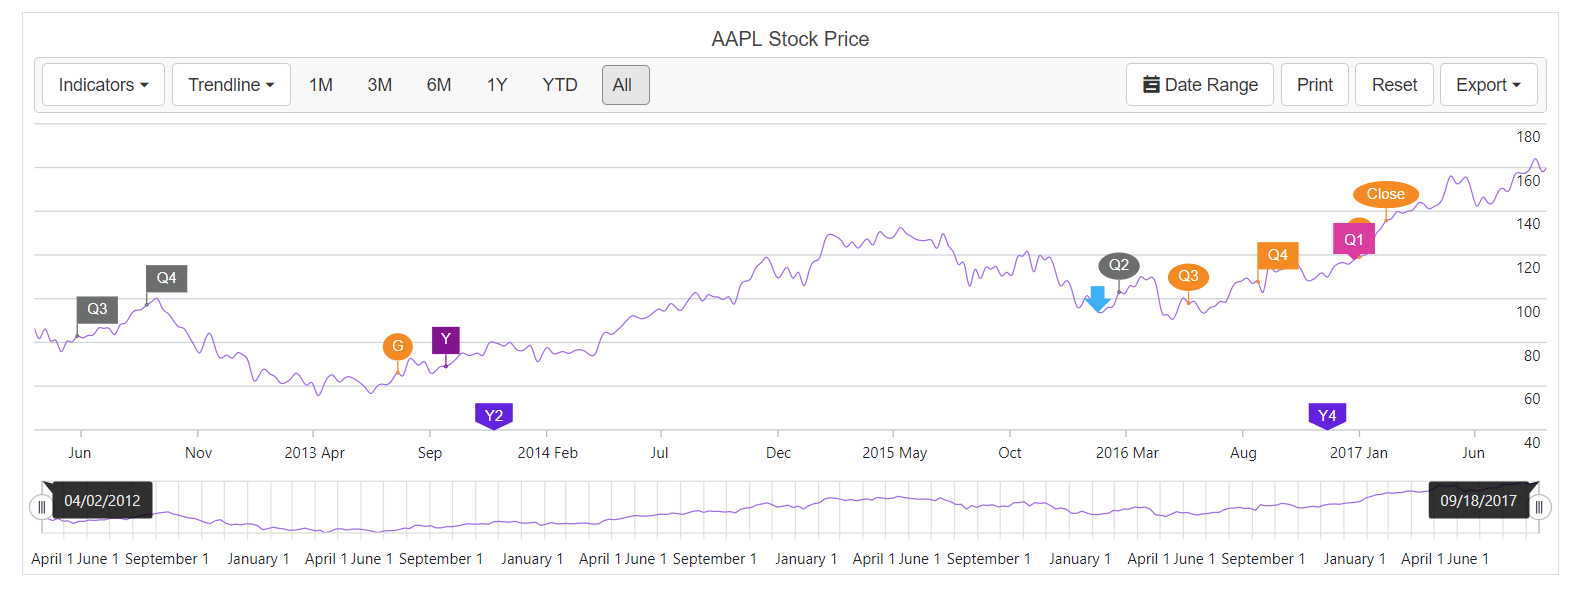 AAPL Stock Price
Indicators Trendline 1M 3M 6M 1Y YTD All Date Range Print Reset Export
180
160
Close
140
Q1
Q4
120
Q2
Q3
Q4
100
Q3
G
Y
80
60
Y2
Y4
40
Jun Nov 2013 Apr Sep 2014 Feb Jul Dec 2015 May Oct 2016 Mar Aug 2017 Jan Jun
04/02/2012 09/18/2017
April 1 June 1 September 1 January 1 April 1 June 1 September 1 January 1 April 1 June 1 September 1 January 1 April 1 June 1 September 1 January 1 April 1 June 1 September 1 January 1 April 1 June 1